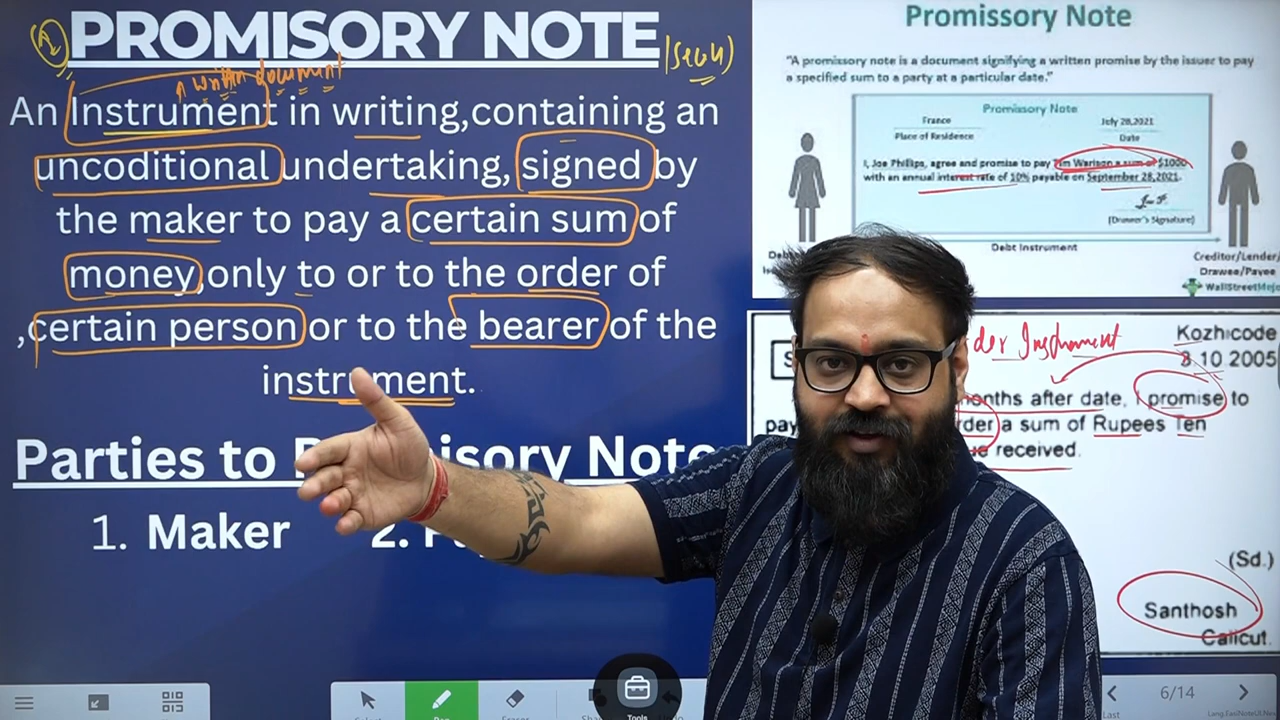 PROMISORY NOTE
A written document
An Instrument in writing,containing an
uncoditional undertaking, signed by
the maker to pay a certain sum of
money,only to or to the order of
,certain person or to the bearer of the
instrument.
Parties to Note
1. Maker
2.
Promissory Note
"A promissory note is a document signifying a written promise by the issuer to pay
a specified sum to a party at a particular date."
Promissory Note
France
July 28,2021
Place of Residence
Date
I, Joe Phillips, agree and promise to pay Tim Warison a sum of $1000
with an annual interest rate of 10% payable on September 28,2021.
(Drawer's Signature)
Debt Instrument
Creditor/Lender/
Drawee/Payee
WallStreetMojo
Instrument
Kozhicode
3 10 2005
months after date, I promise to
pay a sum of Rupees Ten
received.
(Sd.)
Santhosh
Calicut.
Select
Pen
Eraser
Tools
Undo
6/14
Last